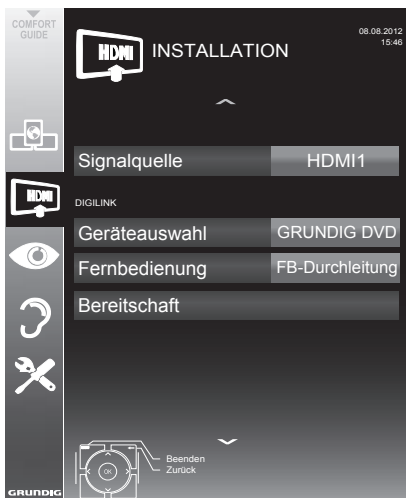 COMFORT
GUIDE
HDMI
INSTALLATION
08.08.2012
15:46
Signalquelle HDMI1
HDMI
DIGILINK
Geräteauswahl GRUNDIG DVD
Fernbedienung FB-Durchleitung
Bereitschaft
OK
Beenden
Zurück
GRUNDIG